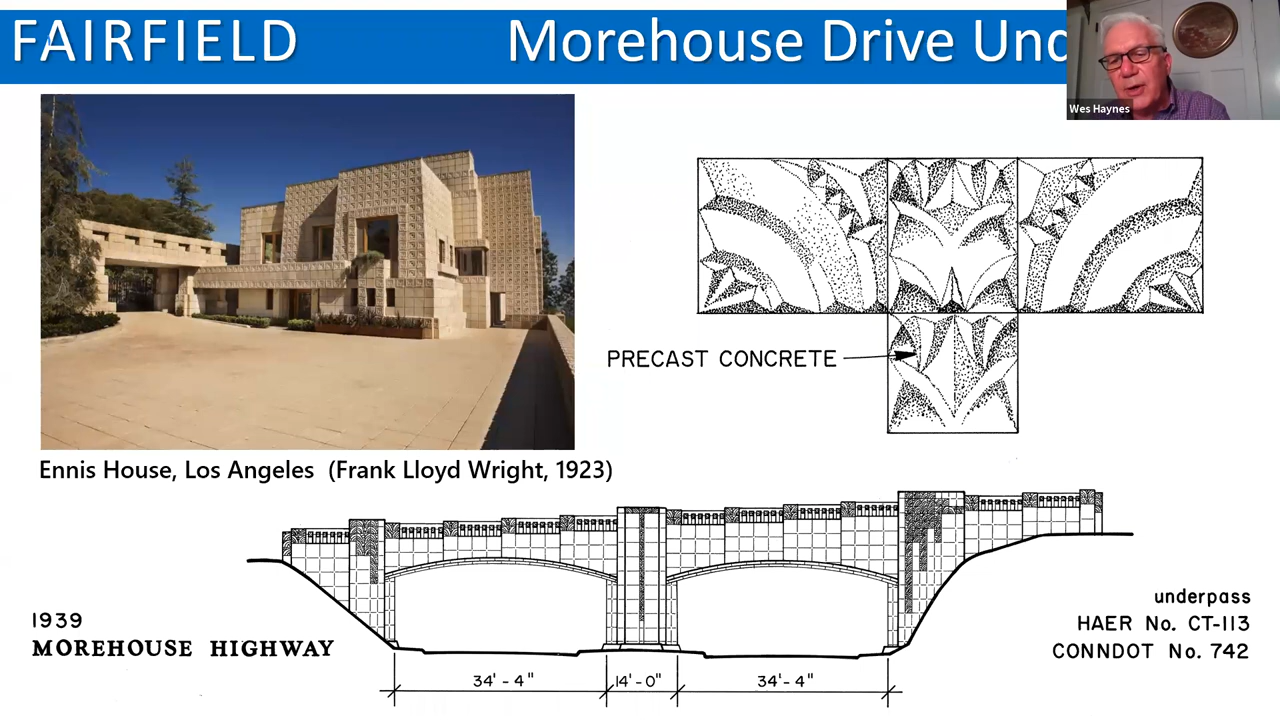 FAIRFIELD
Morehouse Drive Und
Wes Haynes
PRECAST CONCRETE
Ennis House, Los Angeles (Frank Lloyd Wright, 1923)
1939
MOREHOUSE HIGHWAY
underpass
HAER No. CT-113
CONNDOT No. 742
34'-4"
14'-0"
34'-4"